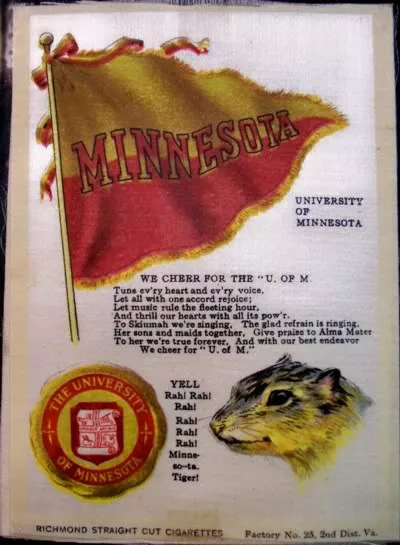 MINNESOTA
UNIVERSITY
OF
MINNESOTA
WE CHEER FOR THE "U. OF M.
Tune ev'ry heart and ev'ry voice,
Let all with one accord rejoice;
Let music rule the fleeting hour,
And thrill our hearts with all its pow'r.
To Skiumah we're singing, The glad refrain is ringing,
Her sons and maids together, Give praise to Alma Mater
To her we're true forever, And with our best endeavor
We cheer for "U. of M."
THE UNIVERSITY
OF MINNESOTA
YELL
Rah! Rah!
Rah!
Rah!
Rah!
Rah!
Minne-
so-ta.
Tiger!
RICHMOND STRAIGHT CUT CIGARETTES Factory No. 25, 2nd Dist. Va.